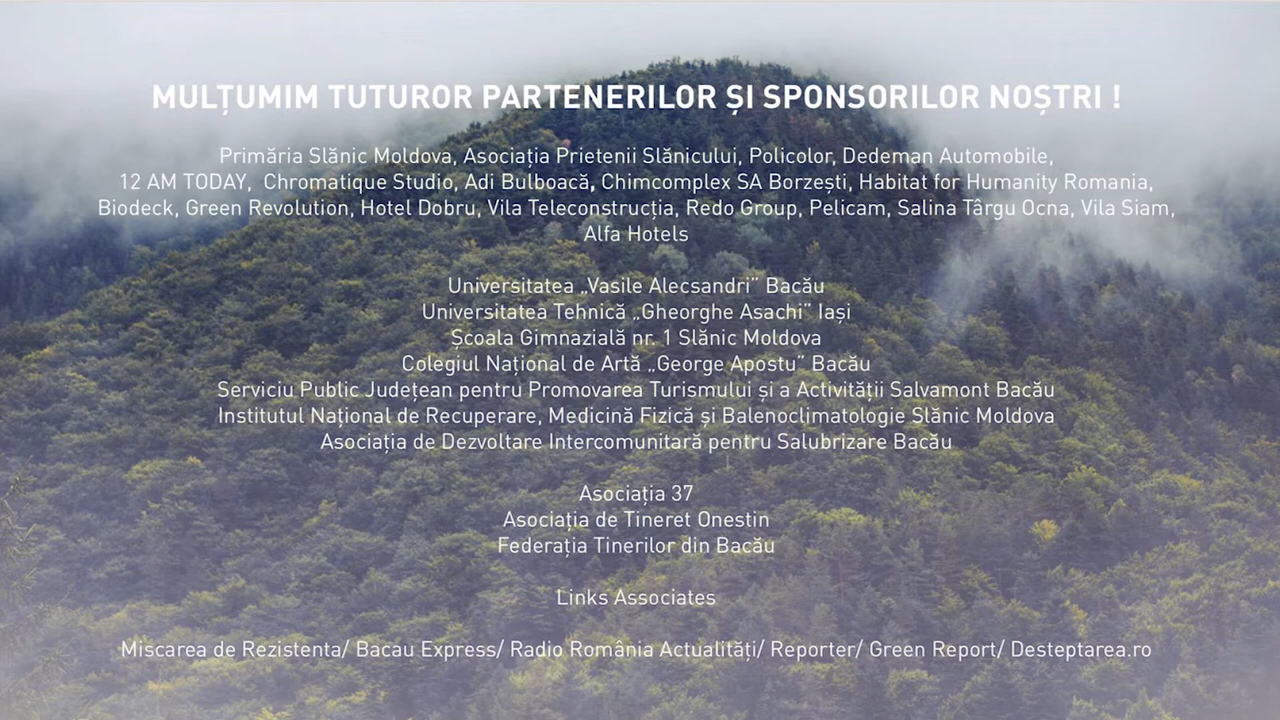 MULȚUMIM TUTUROR PARTENERILOR ȘI SPONSORILOR NOȘTRI !
Primăria Slănic Moldova, Asociația Prietenii Slănicului, Policolor, Dedeman Automobile,
12 AM TODAY,  Chromatique Studio, Adi Bulboacă, Chimcomplex SA Borzești, Habitat for Humanity Romania,
Biodeck, Green Revolution, Hotel Dobru, Vila Teleconstrucția, Redo Group, Pelicam, Salina Târgu Ocna, Vila Siam,
Alfa Hotels
Universitatea „Vasile Alecsandri” Bacău
Universitatea Tehnică „Gheorghe Asachi” Iași
Școala Gimnazială nr. 1 Slănic Moldova
Colegiul Național de Artă „George Apostu” Bacău
Serviciu Public Județean pentru Promovarea Turismului și a Activității Salvamont Bacău
Institutul Național de Recuperare, Medicină Fizică și Balenoclimatologie Slănic Moldova
Asociația de Dezvoltare Intercomunitară pentru Salubrizare Bacău
Asociația 37
Asociația de Tineret Onestin
Federația Tinerilor din Bacău
Links Associates
Miscarea de Rezistenta/ Bacau Express/ Radio România Actualități/ Reporter/ Green Report/ Desteptarea.ro